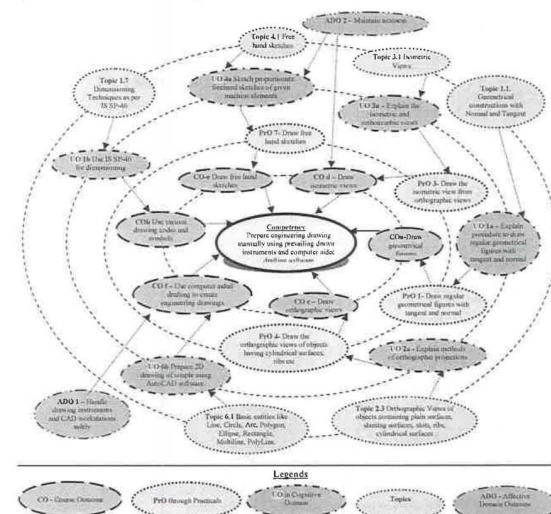 ADO 2 – Maintain neatness
Topic 4.1 Free
hand sketches
Topic 3.1 Isometric
Views
Topic 1.7
Dimensioning
Techniques as per
IS SP-46
UO 4a Sketch proportionate
freehand sketches of given
machine elements
UO 3a – Explain the
isometric and
orthographic views
Topic 1.1.
Geometrical
constructions with
Normal and Tangent
PrO 7- Draw free
hand sketches
UO 1b Use IS SP-46
for dimensioning
CO-e Draw free hand
sketches
CO d – Draw
isometric views
PrO 3- Draw the
isometric view from
orthographic views
COb Use various
drawing codes and
symbols
Competency
Prepare engineering drawing
manually using prevailing drawing
instruments and computer aided
drafting software
COa-Draw
geometrical
figures
UO 1a – Explain
procedure to draw
regular geometrical
figures with
tangent and normal
CO f – Use computer aided
drafting to create
engineering drawings
CO c – Draw
orthographic views
PrO 1- Draw regular
geometrical figures with
tangent and normal
PrO 4- Draw the
orthographic views of objects
having cylindrical surfaces,
ribs etc
UO 2a – Explain methods
of orthographic projections
UO 6b Prepare 2D
drawing of simple using
AutoCAD software
ADO 1 – Handle
drawing instruments
and CAD workstations
safely
Topic 6.1 Basic entities like
Line, Circle, Arc, Polygon,
Ellipse, Rectangle,
Multiline, PolyLine.
Topic 2.3 Orthographic Views of
objects containing plain surfaces,
slanting surfaces, slots, ribs,
cylindrical surfaces
Legends
CO - Course Outcome
PrO through Practicals
UO in Cognitive
Domain
Topics
ADO - Affective
Domain Outcome